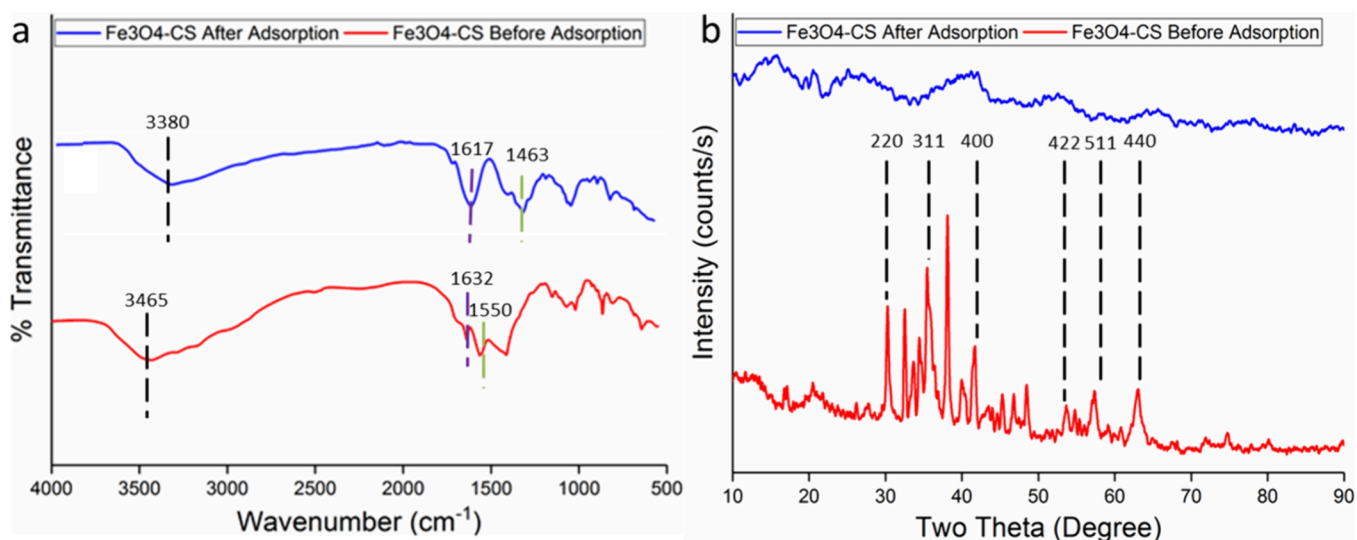 a
Fe3O4-CS After Adsorption Fe3O4-CS Before Adsorption
3380
1617
1463
1632
1550
3465
% Transmittance
4000 3500 3000 2500 2000 1500 1000 500
Wavenumber (cm⁻¹)
b
Fe3O4-CS After Adsorption Fe3O4-CS Before Adsorption
220 311 400 422 511 440
Intensity (counts/s)
10 20 30 40 50 60 70 80 90
Two Theta (Degree)